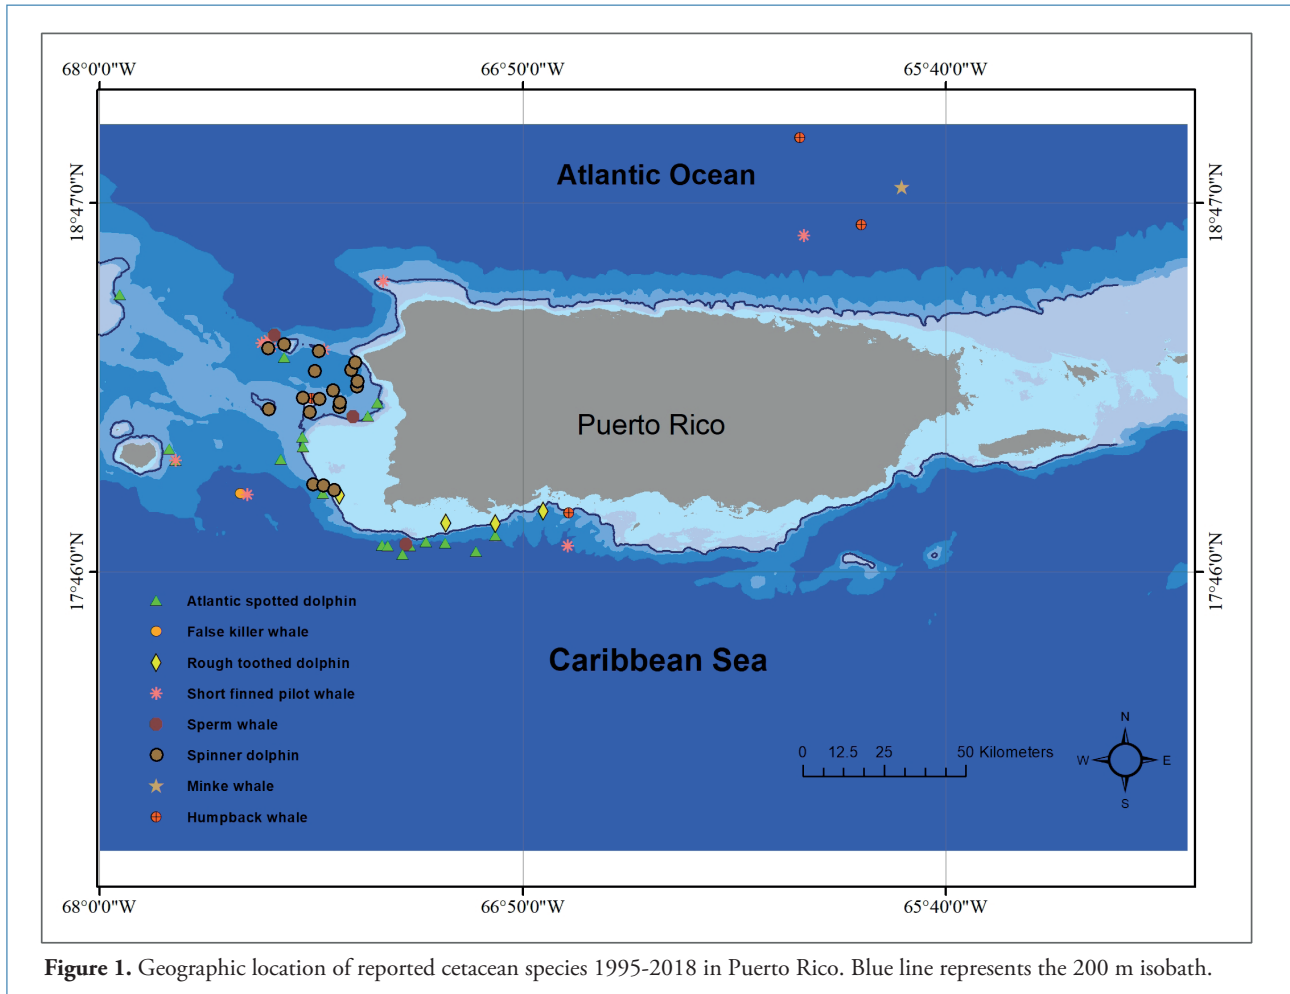 68°0'0"W 66°50'0"W 65°40'0"W
Atlantic Ocean
18°47'0"N 18°47'0"N
Puerto Rico
17°46'0"N 17°46'0"N
Atlantic spotted dolphin
False killer whale
Rough toothed dolphin
Short finned pilot whale
Sperm whale
Spinner dolphin
Minke whale
Humpback whale
Caribbean Sea
0 12.5 25 50 Kilometers
N
W E
S
68°0'0"W 66°50'0"W 65°40'0"W
Figure 1. Geographic location of reported cetacean species 1995-2018 in Puerto Rico. Blue line represents the 200 m isobath.